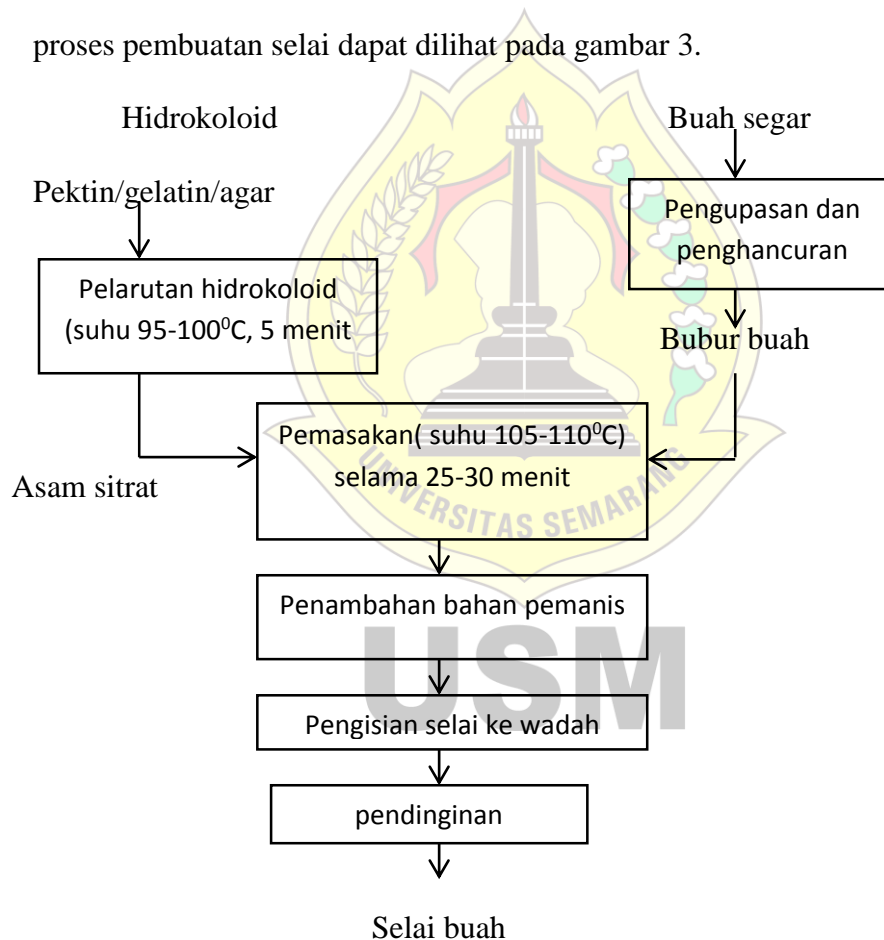 proses pembuatan selai dapat dilihat pada gambar 3.
Hidrokoloid
Pektin/gelatin/agar
Pelarutan hidrokoloid
(suhu 95-100⁰C, 5 menit
Buah segar
Pengupasan dan
penghancuran
Bubur buah
Asam sitrat
Pemasakan( suhu 105-110⁰C)
selama 25-30 menit
Penambahan bahan pemanis
Pengisian selai ke wadah
pendinginan
Selai buah
UNIVERSITAS SEMARANG
USM